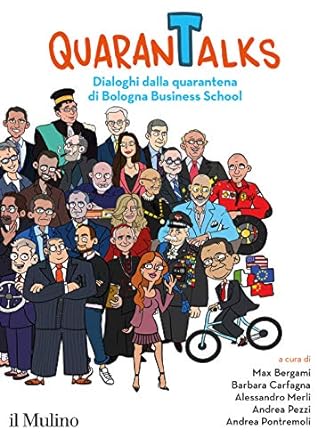 QUARANTALKS
Dialoghi dalla quarantena
di Bologna Business School
a cura di
Max Bergami
Barbara Carfagna
Alessandro Merli
Andrea Pezzi
Andrea Pontremoli
il Mulino